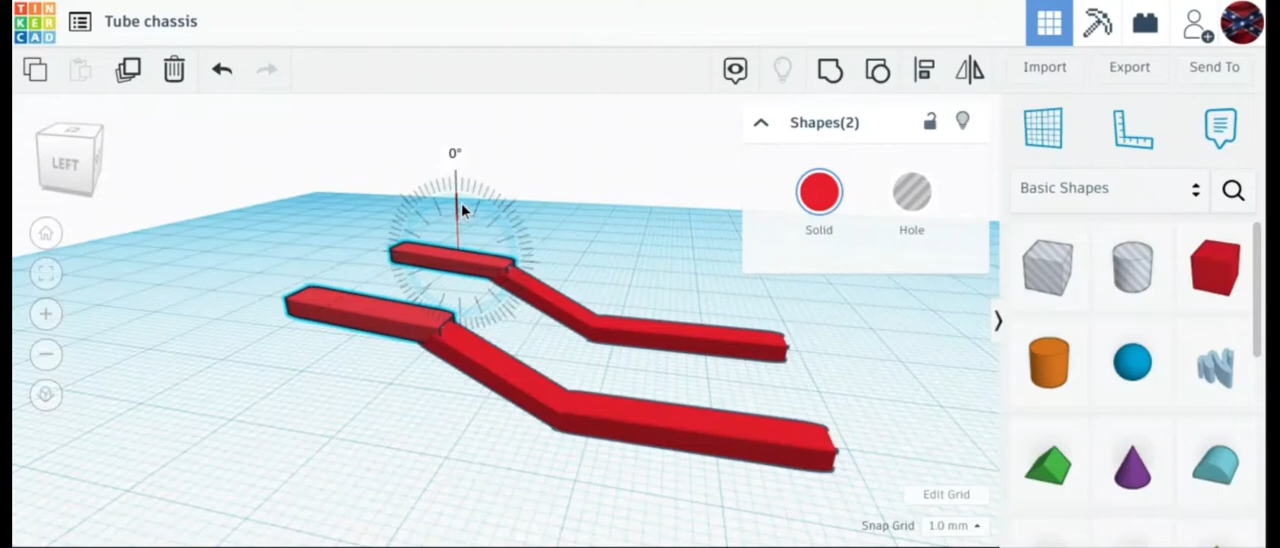 TIN
KER
CAD
Tube chassis
Import
Export
Send To
LEFT
0°
Shapes(2)
Solid
Hole
Basic Shapes
Edit Grid
Snap Grid 1.0 mm